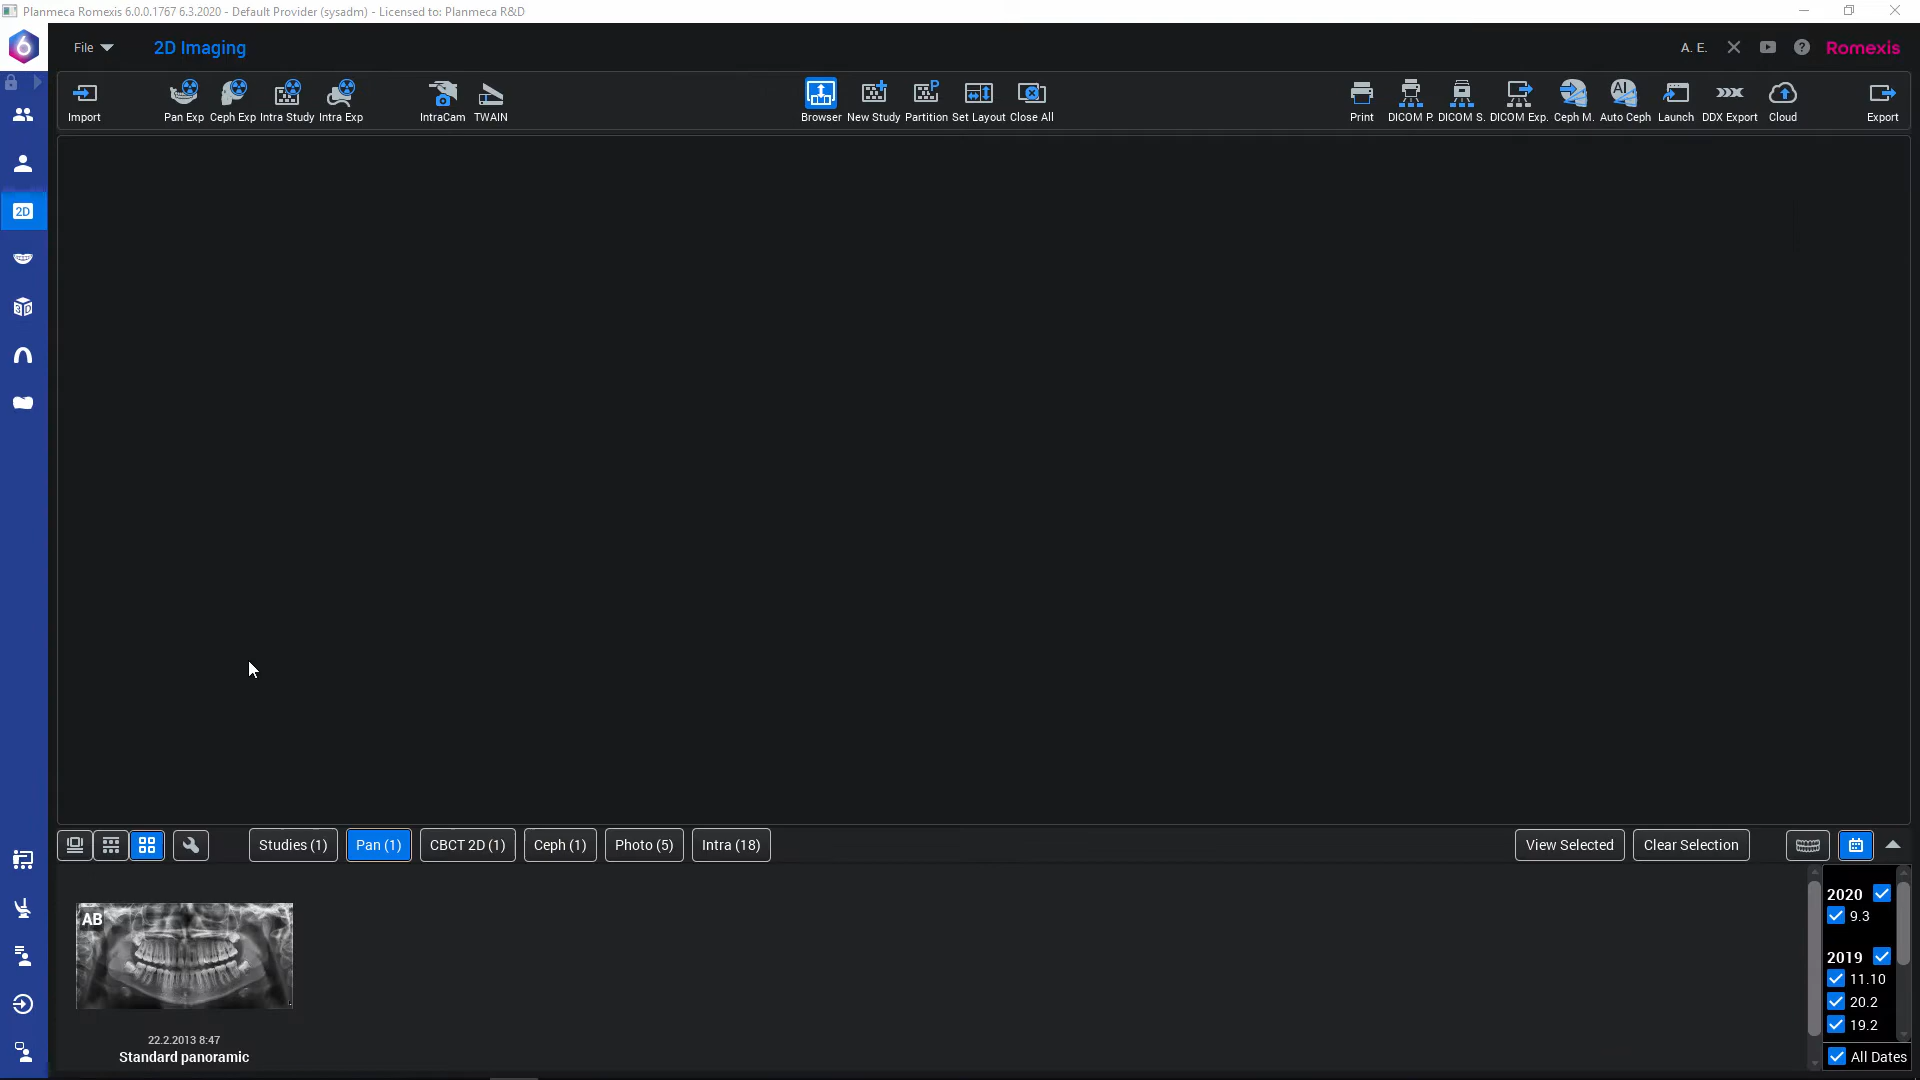 Planmeca Romexis 6.0.0.1767 6.3.2020 - Default Provider (sysadm) - Licensed to: Planmeca R&D
6
File
2D Imaging
A. E.
Romexis
Import
Pan Exp
Ceph Exp
Intra Study
Intra Exp
IntraCam
TWAIN
Browser
New Study
Partition
Set Layout
Close All
Print
DICOM P.
DICOM S.
DICOM Exp.
Ceph M.
AI
Auto Ceph
Launch
DDX Export
Cloud
Export
2D
3D
Studies (1)
Pan (1)
CBCT 2D (1)
Ceph (1)
Photo (5)
Intra (18)
View Selected
Clear Selection
AB
22.2.2013 8:47
Standard panoramic
2020
9.3
2019
11.10
20.2
19.2
All Dates